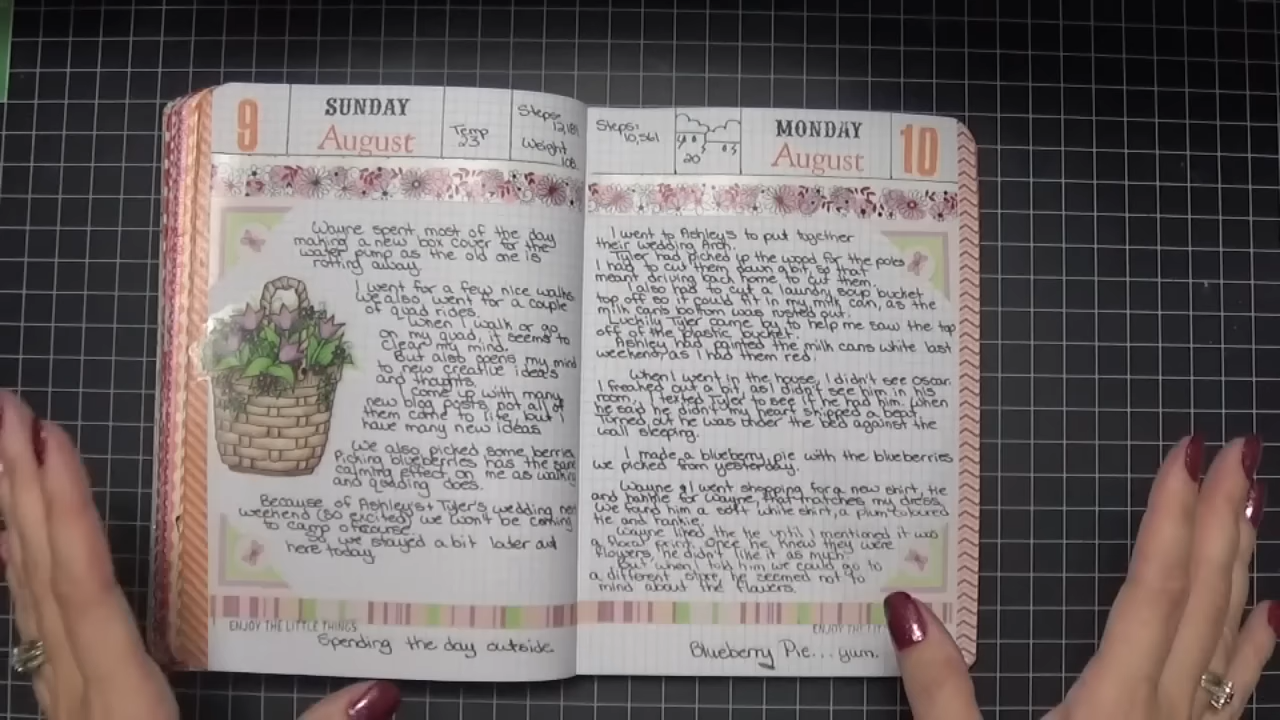 9
SUNDAY
August
Temp
23°
Steps:
12,181
Weight
106
Wayne spent most of the day
making a new box cover for the
water pump as the old one is
rotting away.
I went for a few nice walks
we also, went for a couple
of quad rides.
When I walk or go
on my quad, it seems to
clear my mind.
But also opens my mind
to new creative ideas
and thoughts.
I come up with many
new blog posts, not all of
them come to life, but I
have many new ideas
We also picked some berries
Picking blueberries has the same
calming effect on me as walking
and quading does.
Because of Ashley's & Tyler's wedding next
weekend (so excited) we won't be coming
to camp ofcourse.
So, we stayed a bit later out
here today.
ENJOY THE LITTLE THINGS
Spending the day outside.
Steps:
10,561
20°
MONDAY
August
10
I went to Ashley's to put together
their wedding Arch.
Tyler had picked up the wood for the poles
I had to cut them down a bit, so that
meant driving back home to cut them.
I also had to cut a laundry soup bucket
top off so it could fit in my milk can, as the
milk can's bottom was rusted out.
Luckily Tyler came by to help me saw the top
off of the plastic bucket.
Ashley had painted the milk cans white last
weekend, as I had them red.
When I went in the house, I didn't see Oscar.
I freaked out a bit, as I didn't see him in his
room. I texted Tyler to see if he had him. When
he said he didn't my heart skipped a beat.
Turned out he was under the bed against the
wall sleeping.
I made a blueberry pie with the blueberries
we picked from yesterday.
Wayne & I went shopping for a new shirt, tie
and hankie for Wayne, that matches my dress.
We found him a soft white shirt, a plum coloured
tie and hankie.
Wayne liked the tie until I mentioned it was
a floral print. Once he knew they were
flowers, he didn't like it as much.
But when I told him we could go to
a different store, he seemed not to
mind about the flowers.
ENJOY THE
Blueberry Pie... yum.